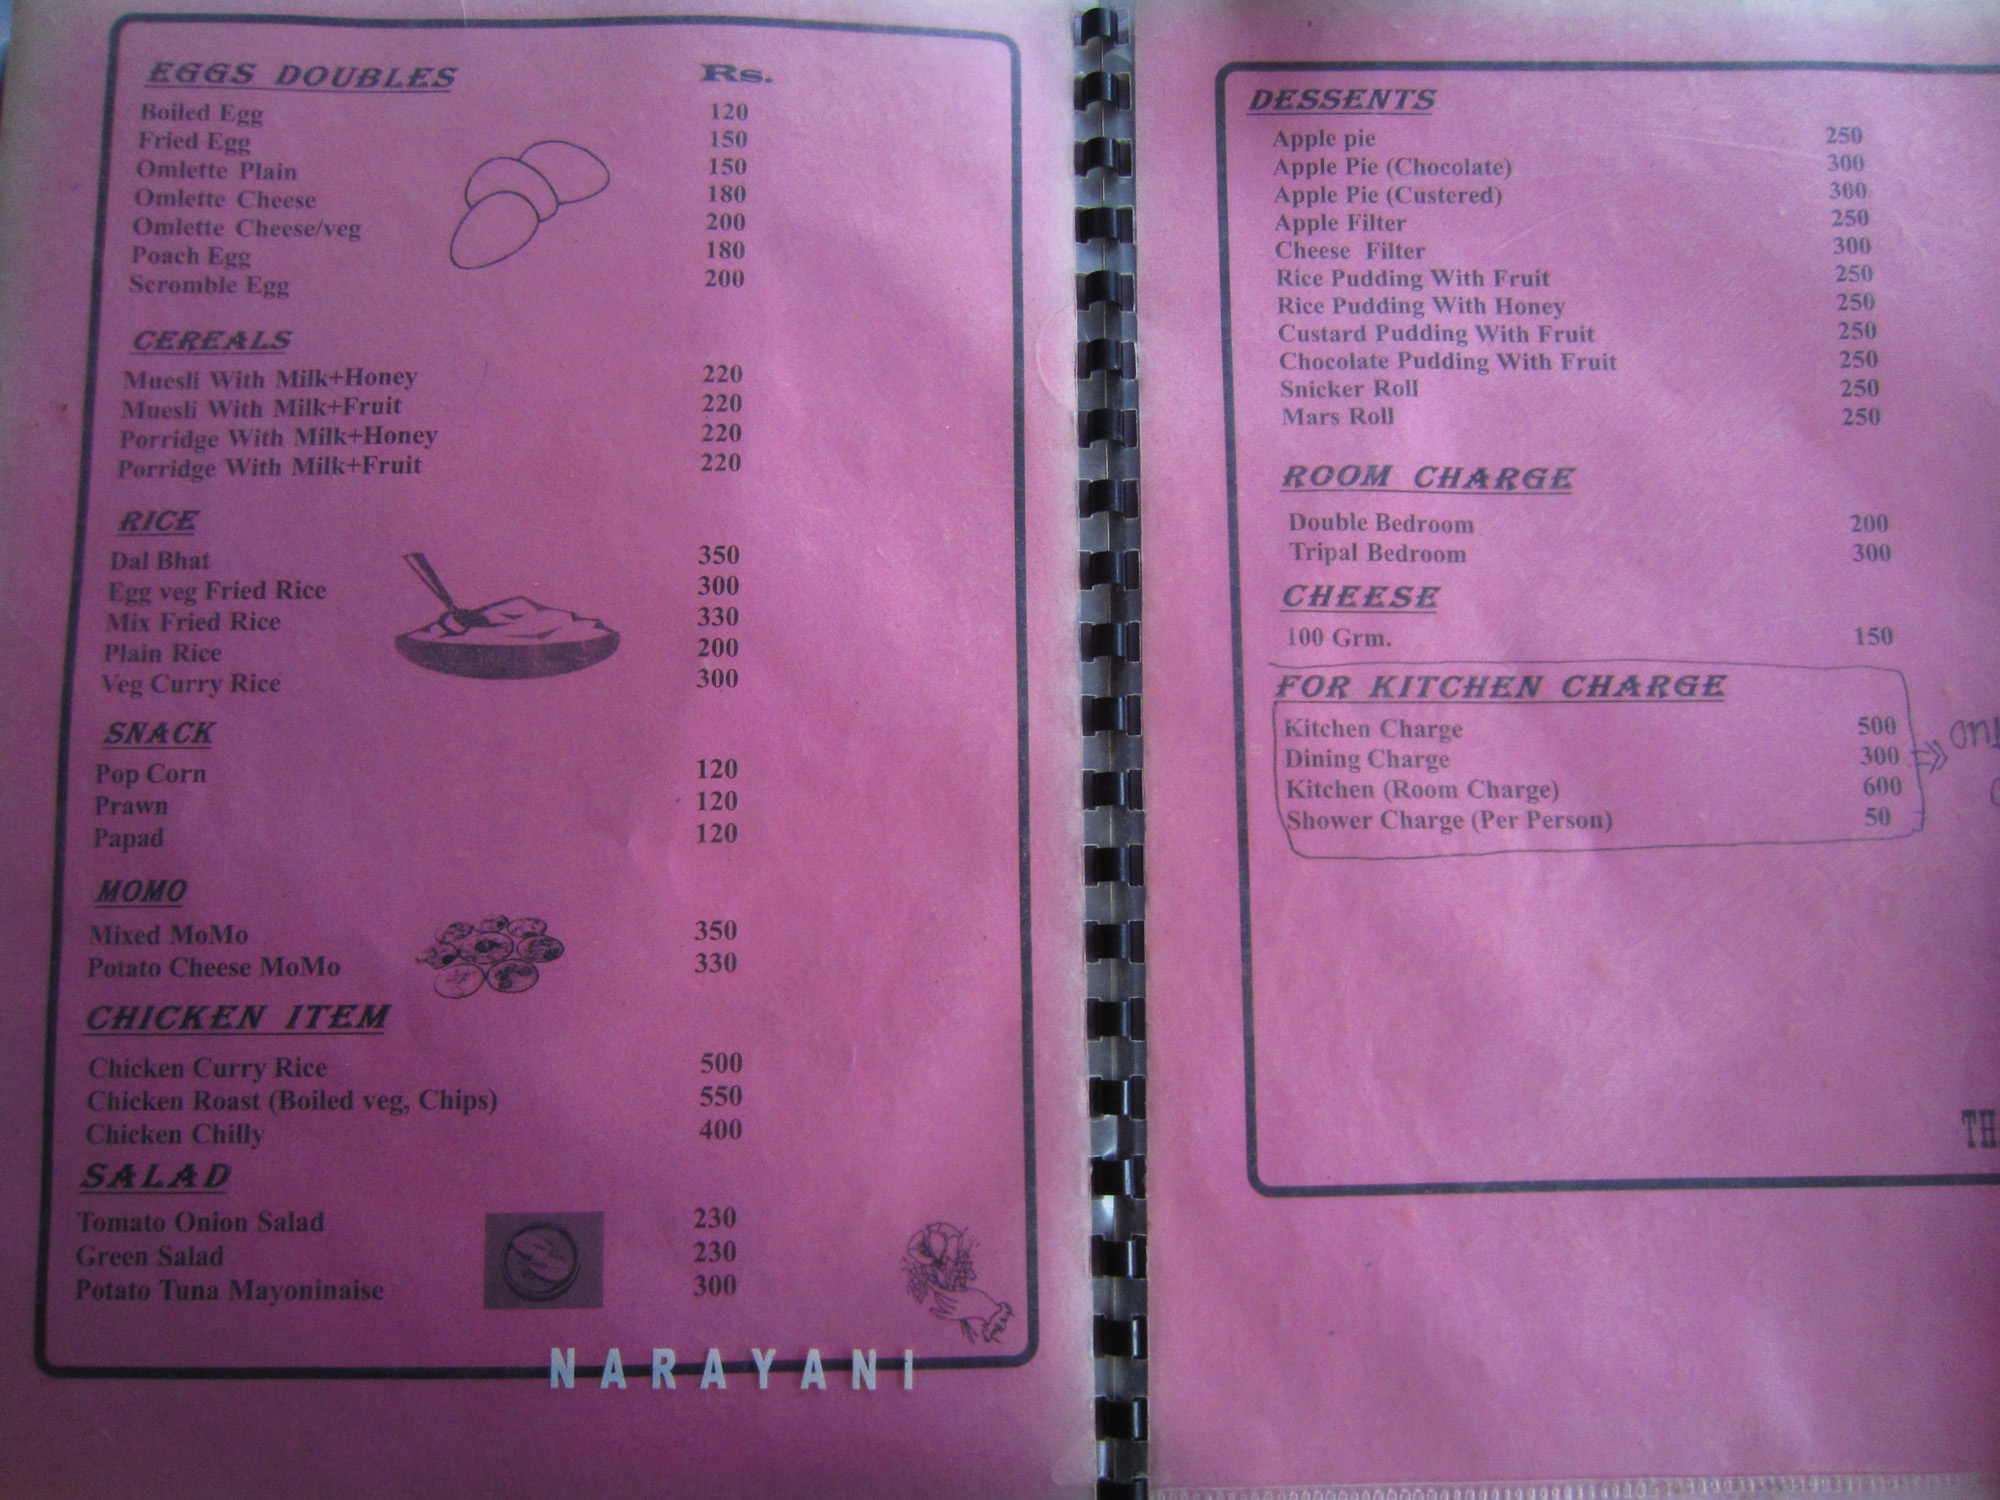 EGGS DOUBLES Rs.
Boiled Egg 120
Fried Egg 150
Omlette Plain 150
Omlette Cheese 180
Omlette Cheese/veg 200
Poach Egg 180
Scromble Egg 200
CEREALS
Muesli With Milk+Honey 220
Muesli With Milk+Fruit 220
Porridge With Milk+Honey 220
Porridge With Milk+Fruit 220
RICE
Dal Bhat 350
Egg veg Fried Rice 300
Mix Fried Rice 330
Plain Rice 200
Veg Curry Rice 300
SNACK
Pop Corn 120
Prawn 120
Papad 120
MOMO
Mixed MoMo 350
Potato Cheese MoMo 330
CHICKEN ITEM
Chicken Curry Rice 500
Chicken Roast (Boiled veg, Chips) 550
Chicken Chilly 400
SALAD
Tomato Onion Salad 230
Green Salad 230
Potato Tuna Mayoninaise 300
NARAYANI
DESSENTS
Apple pie 250
Apple Pie (Chocolate) 300
Apple Pie (Custered) 300
Apple Filter 250
Cheese Filter 300
Rice Pudding With Fruit 250
Rice Pudding With Honey 250
Custard Pudding With Fruit 250
Chocolate Pudding With Fruit 250
Snicker Roll 250
Mars Roll 250
ROOM CHARGE
Double Bedroom 200
Tripal Bedroom 300
CHEESE
100 Grm. 150
FOR KITCHEN CHARGE
Kitchen Charge 500
Dining Charge 300
Kitchen (Room Charge) 600
Shower Charge (Per Person) 50
TH